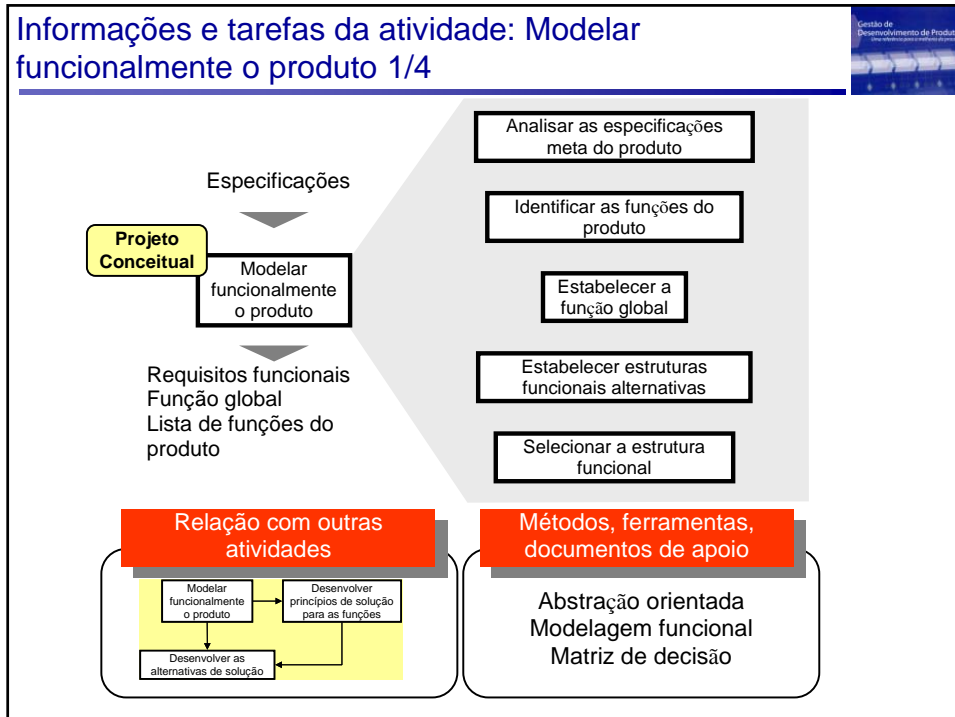 Informações e tarefas da atividade: Modelar
funcionalmente o produto 1/4
Gestão de
Desenvolvimento de Produt
Especificações
Projeto
Conceitual
Modelar
funcionalmente
o produto
Requisitos funcionais
Função global
Lista de funções do
produto
Analisar as especificações
meta do produto
Identificar as funções do
produto
Estabelecer a
função global
Estabelecer estruturas
funcionais alternativas
Selecionar a estrutura
funcional
Relação com outras
atividades
Modelar
funcionalmente
o produto
Desenvolver
princípios de solução
para as funções
Desenvolver as
alternativas de solução
Métodos, ferramentas,
documentos de apoio
Abstração orientada
Modelagem funcional
Matriz de decisão